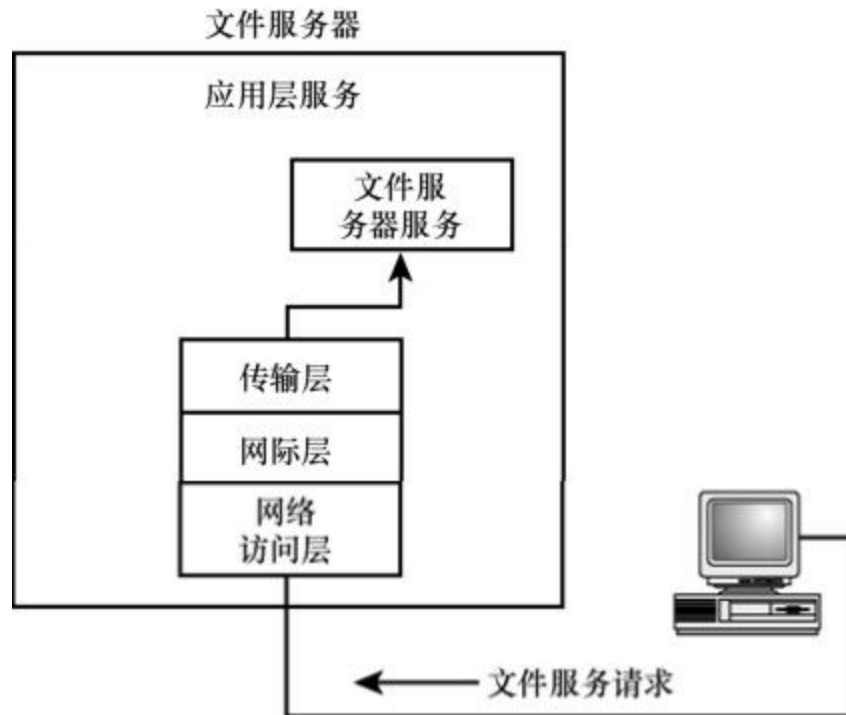 文件服务器
应用层服务
文件服
务器服务
传输层
网际层
网络
访问层
文件服务请求